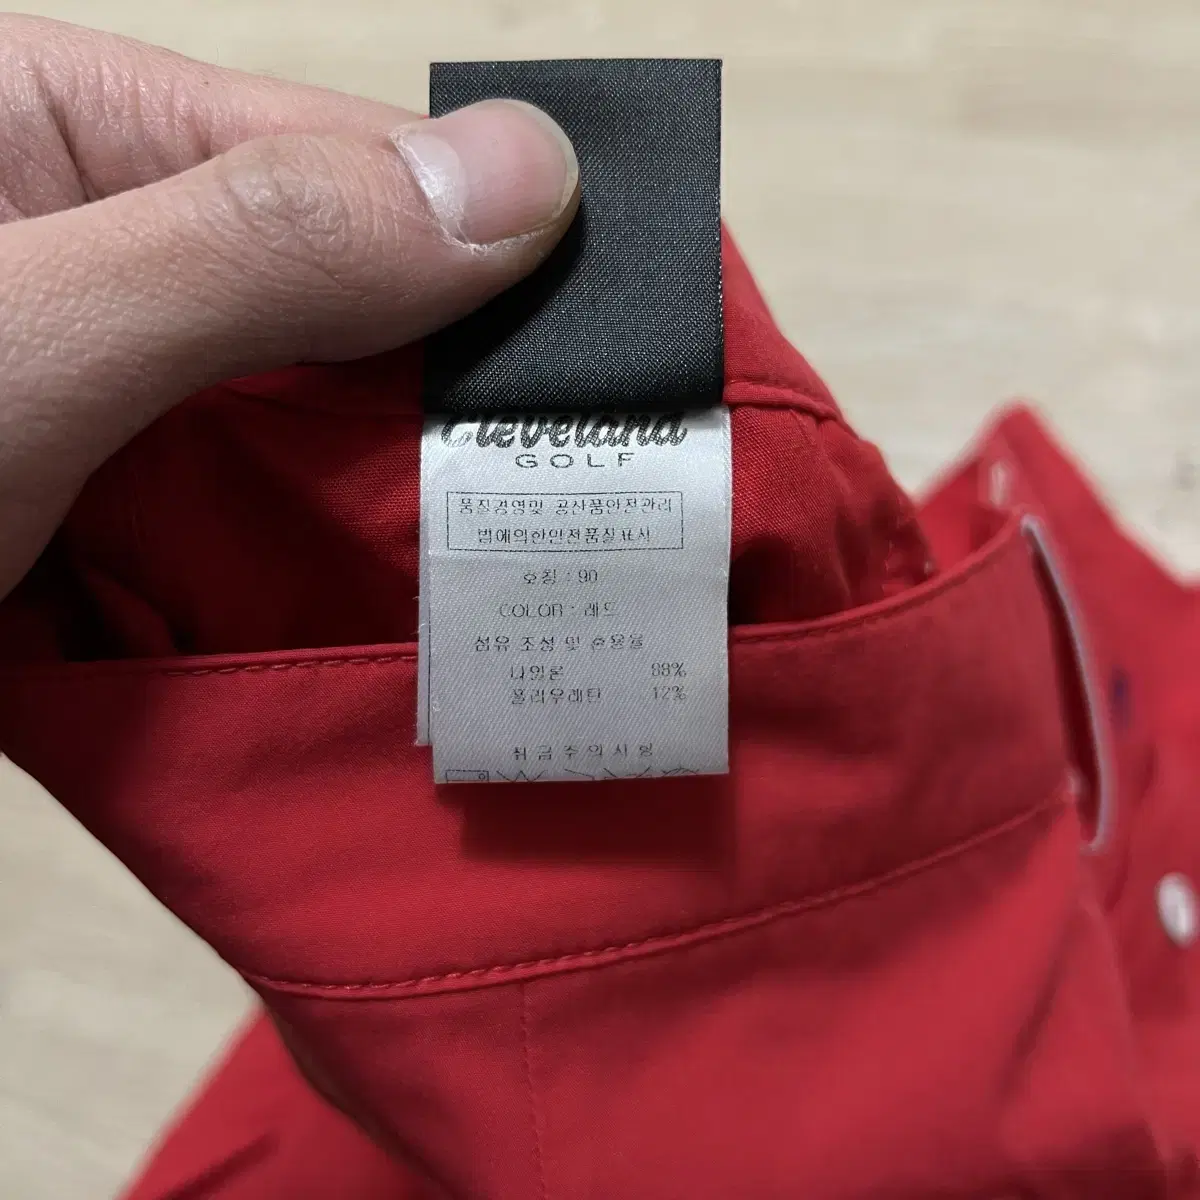 Cleveland
GOLF
품질경영및 공산품안전관리
법에의한안전품질표시
호칭 : 90
COLOR : 레드
섬유 조성 및 혼용율
나일론 88%
폴리우레탄 12%
취급주의사항